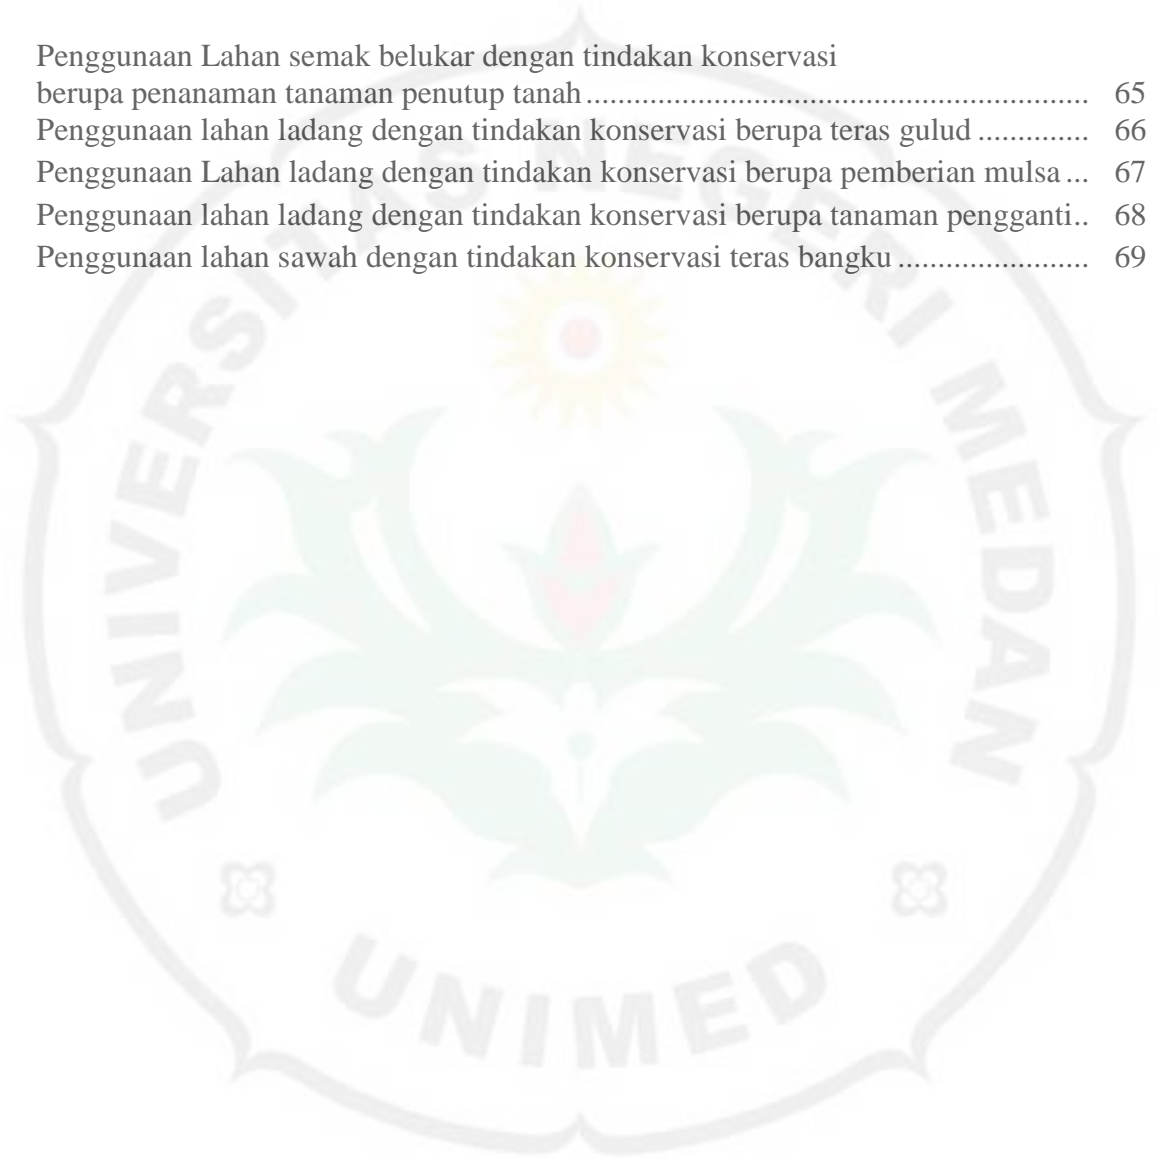 Penggunaan Lahan semak belukar dengan tindakan konservasi
berupa penanaman tanaman penutup tanah ................................................................ 65
Penggunaan lahan ladang dengan tindakan konservasi berupa teras gulud .............. 66
Penggunaan Lahan ladang dengan tindakan konservasi berupa pemberian mulsa ... 67
Penggunaan lahan ladang dengan tindakan konservasi berupa tanaman pengganti.. 68
Penggunaan lahan sawah dengan tindakan konservasi teras bangku ........................ 69
UNIVERSITAS NEGERI MEDAN
UNIMED